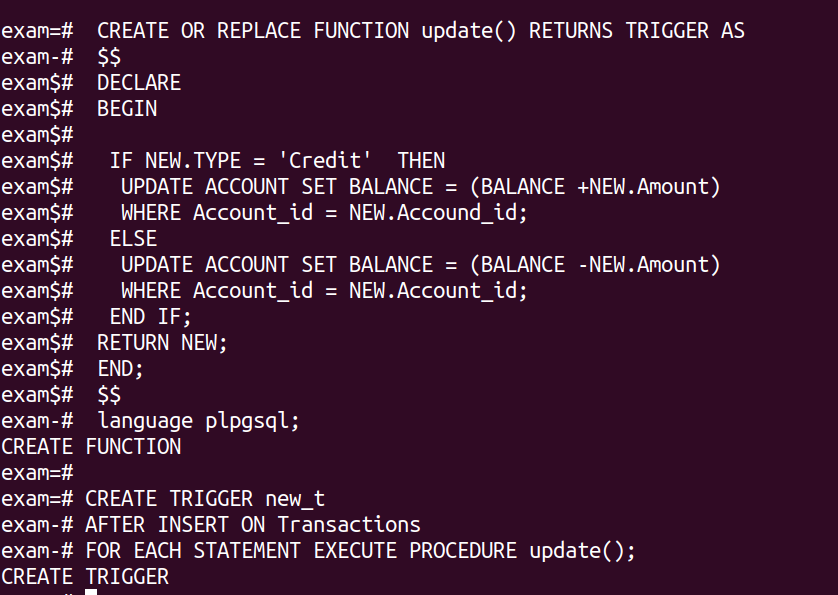 exam=#  CREATE OR REPLACE FUNCTION update() RETURNS TRIGGER AS
exam-#  $$
exam$#  DECLARE
exam$#  BEGIN
exam$#
exam$#   IF NEW.TYPE = 'Credit'  THEN
exam$#    UPDATE ACCOUNT SET BALANCE = (BALANCE +NEW.Amount)
exam$#    WHERE Account_id = NEW.Accound_id;
exam$#   ELSE
exam$#    UPDATE ACCOUNT SET BALANCE = (BALANCE -NEW.Amount)
exam$#    WHERE Account_id = NEW.Account_id;
exam$#   END IF;
exam$#  RETURN NEW;
exam$#  END;
exam$#  $$
exam-#  language plpgsql;
CREATE FUNCTION
exam=#
exam=# CREATE TRIGGER new_t
exam-# AFTER INSERT ON Transactions
exam-# FOR EACH STATEMENT EXECUTE PROCEDURE update();
CREATE TRIGGER